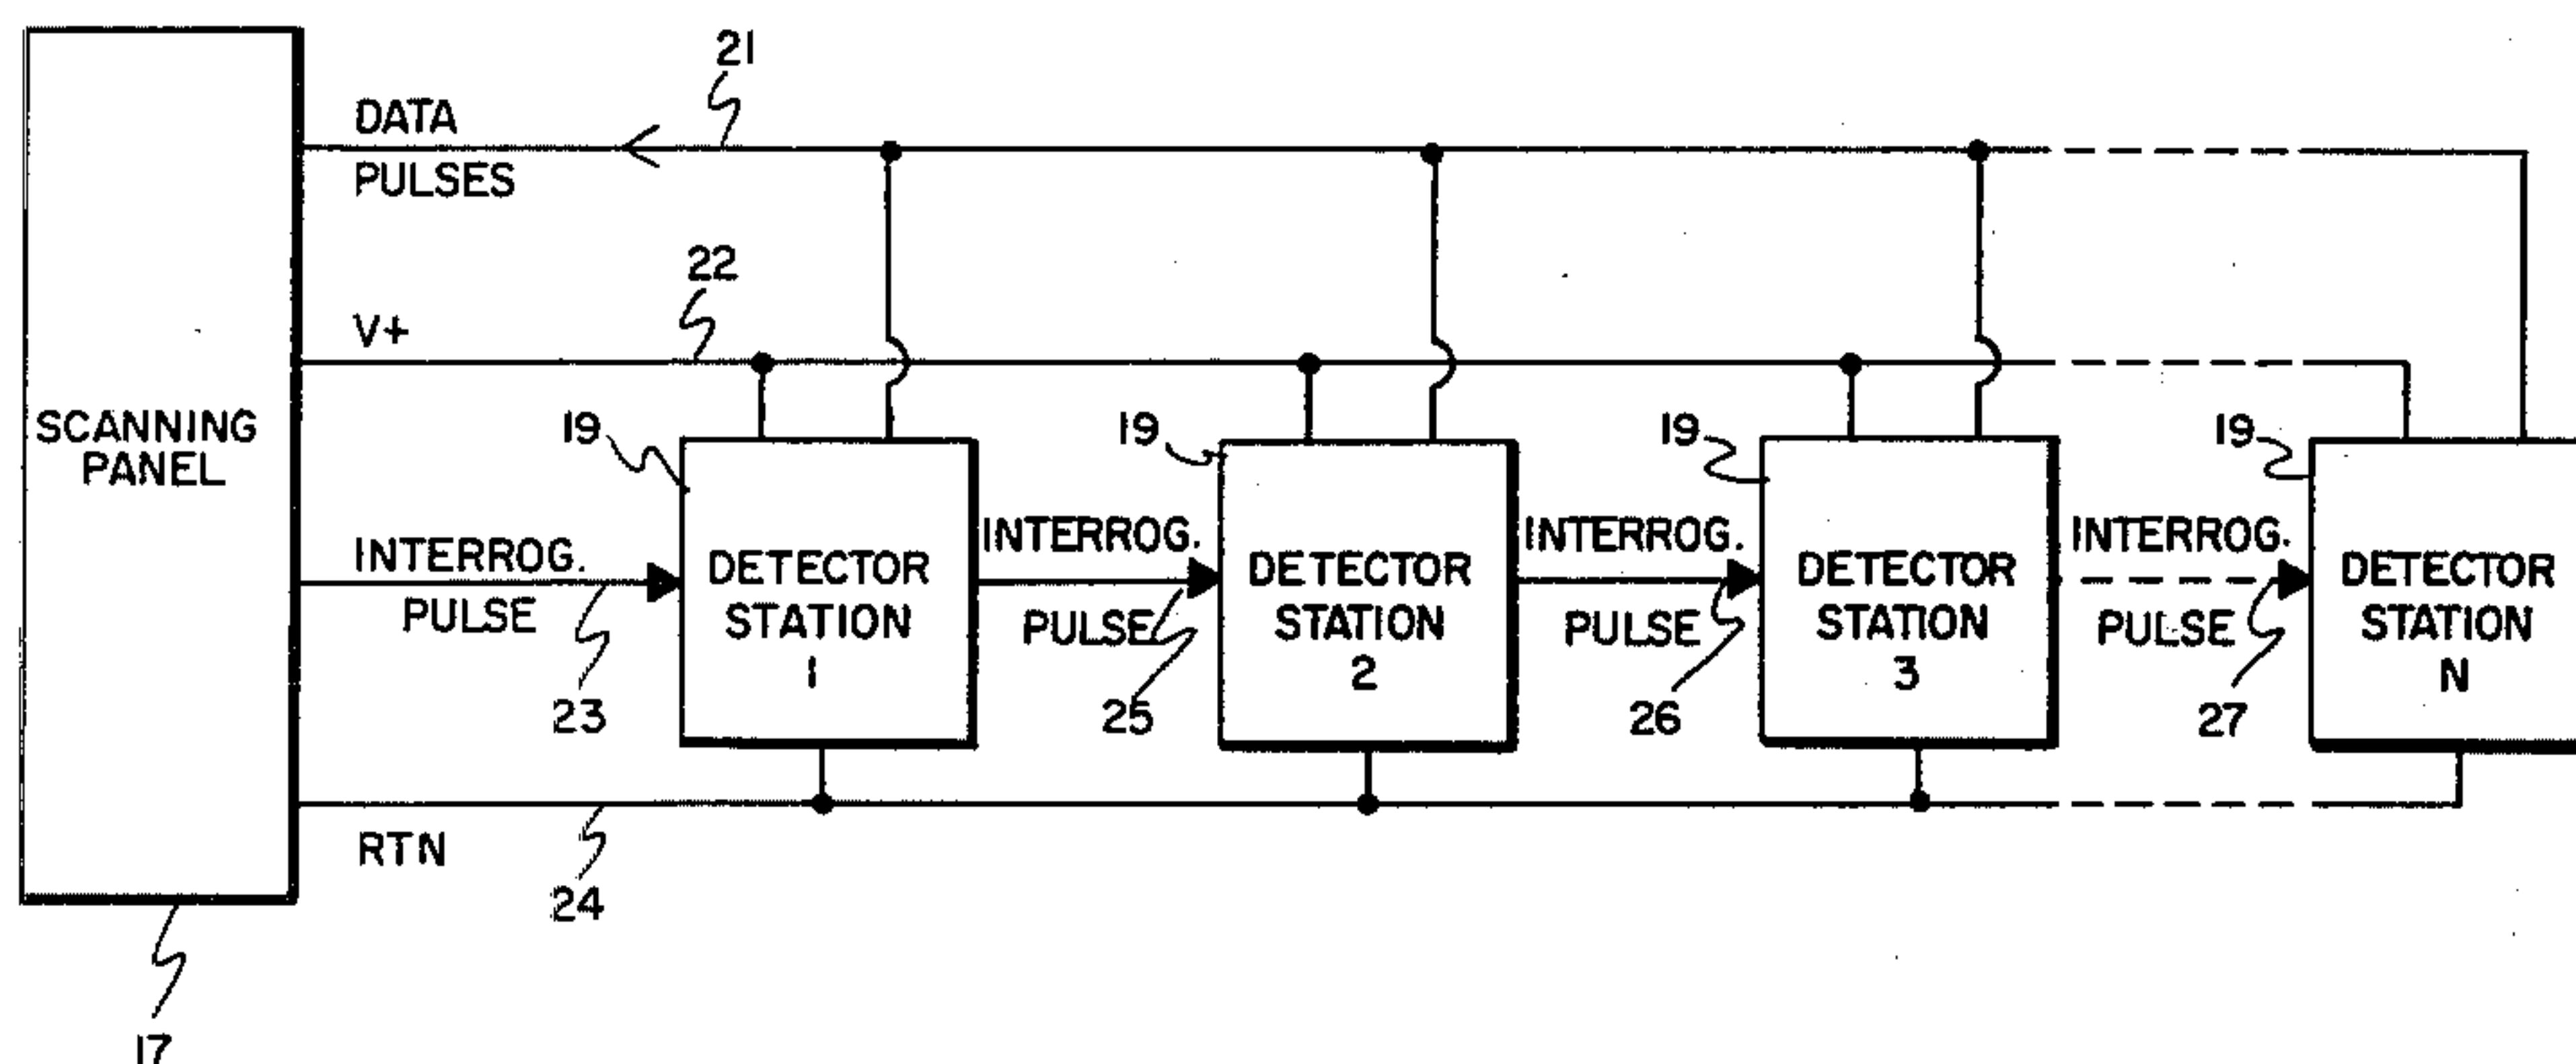 21
DATA
PULSES
22
V+
SCANNING
PANEL
19
19
19
19
INTERROG.
PULSE
INTERROG.
PULSE
INTERROG.
PULSE
INTERROG.
PULSE
DETECTOR
STATION
1
DETECTOR
STATION
2
DETECTOR
STATION
3
DETECTOR
STATION
N
23
25
26
27
RTN
24
17